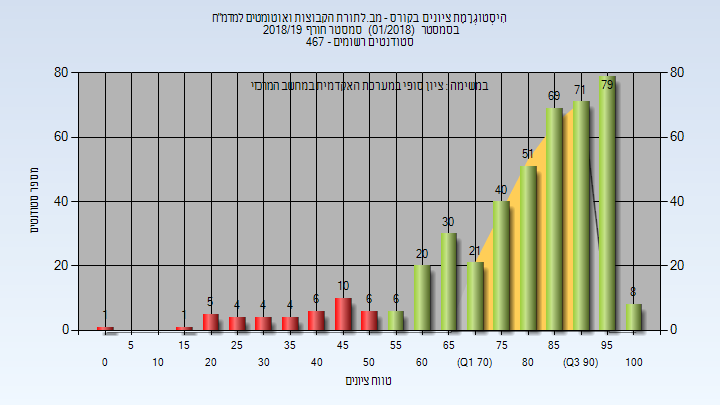 היסטוגרמת ציונים בקורס - מב.לתורת הקבוצות ואוטומטים למדמ"ח
בסמסטר (01/2018) סמסטר חורף 2018/19
סטודנטים רשומים - 467
במשימה : ציון סופי במערכת האקדמית במחשב המרכזי
80 80
60 60
40 40
20 20
0 0
מספר סטודנטים
1 1 5 4 4 4 6 10 6 6 20 30 21 40 51 69 71 79 8
5 15 25 35 45 55 65 75 85 95
0 10 20 30 40 50 60 (Q1 70) 80 (Q3 90) 100
טווח ציונים